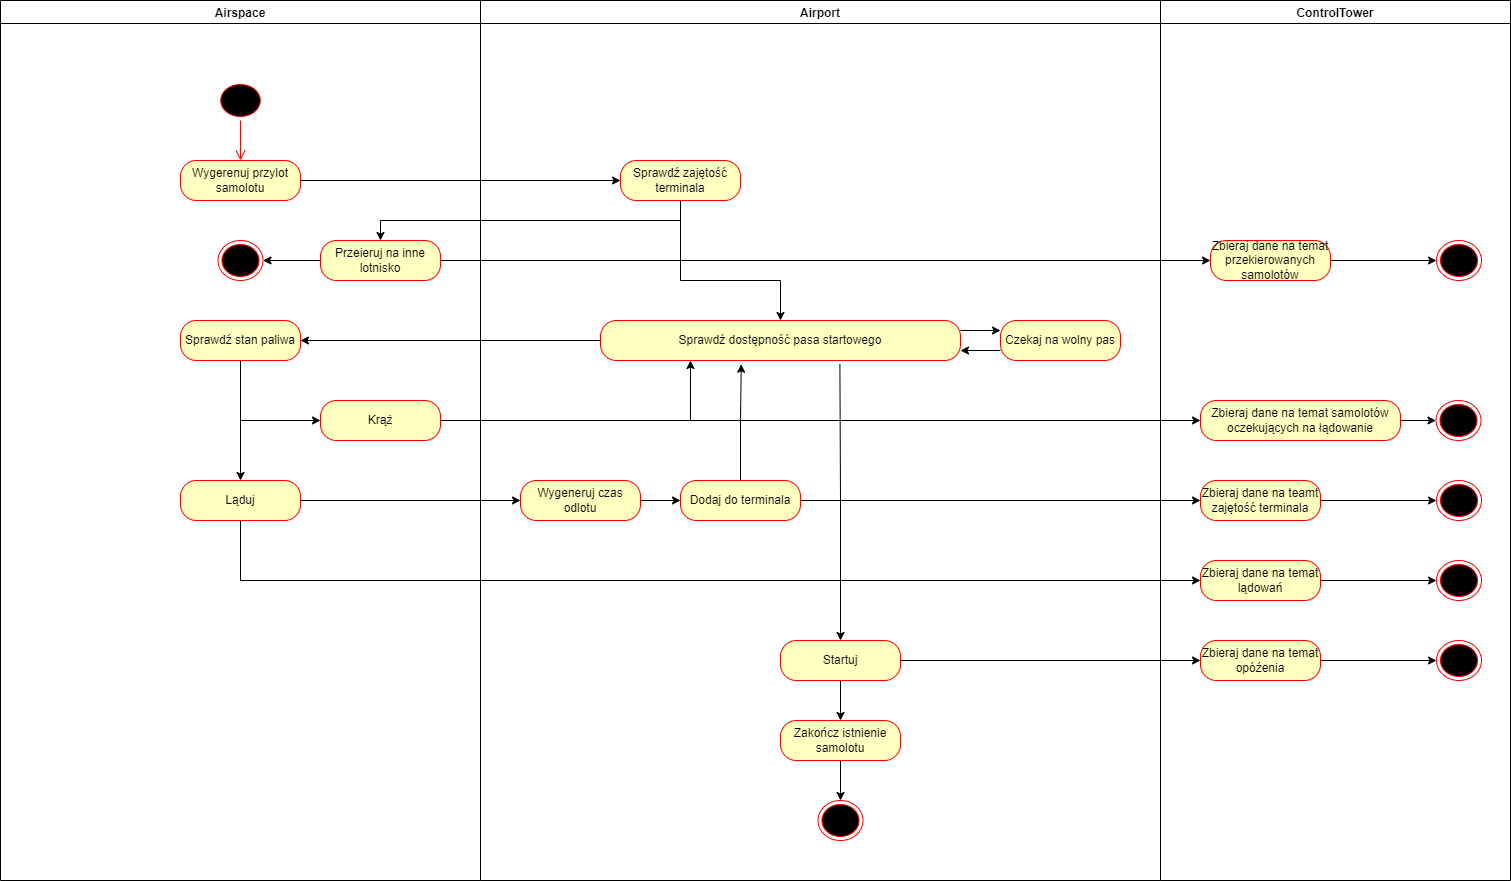 Airspace
Airport
ControlTower
Wygerenuj przylot
samolotu
Sprawdź zajętość
terminala
Przeieruj na inne
lotnisko
Zbieraj dane na temat
przekierowanych
samolotów
Sprawdź stan paliwa
Sprawdź dostępność pasa startowego
Czekaj na wolny pas
Krąż
Zbieraj dane na temat samolotów
oczekujących na łądowanie
Ląduj
Wygeneruj czas
odlotu
Dodaj do terminala
Zbieraj dane na teamt
zajętość terminala
Zbieraj dane na temat
lądowań
Startuj
Zbieraj dane na temat
opóźenia
Zakończ istnienie
samolotu